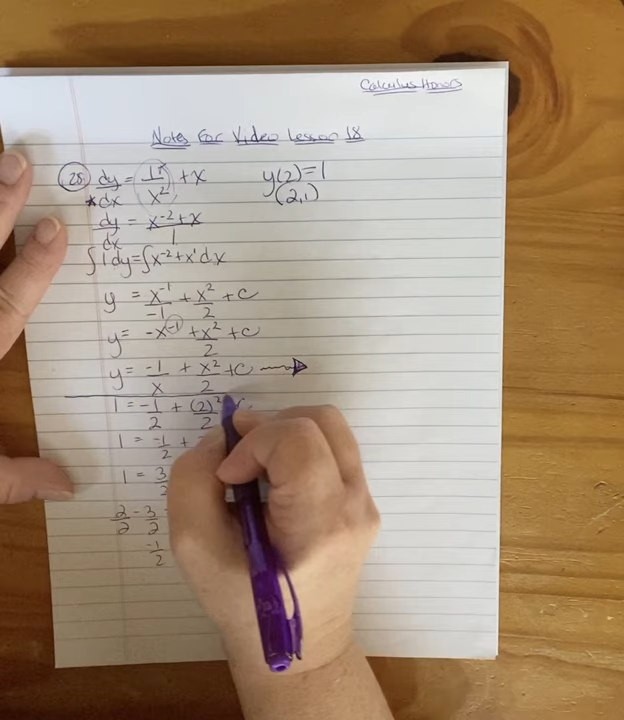 Calculus Honors
Notes For Video Lesson 18
28. dy/dx = 1/x² + x y(2)=1
* (2,1)
dy/dx = x⁻²+x/1
∫1dy=∫x⁻²+x¹dx
y = x⁻¹/-1 + x²/2 + C
y = -x⁻¹ + x²/2 + C
y = -1/x + x²/2 + C
1 = -1/2 + (2)²/2
1 = -1/2 +
1 = 3/2
2/2 - 3/2
-1/2